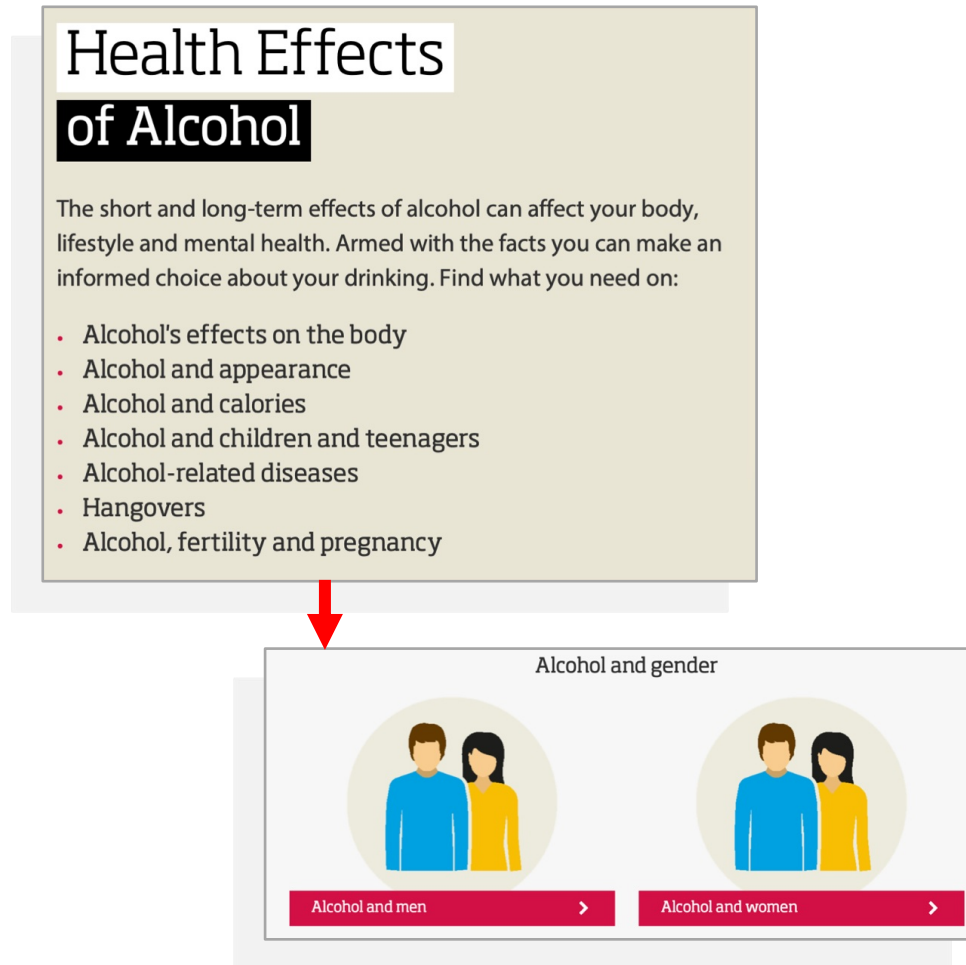 Health Effects
of Alcohol
The short and long-term effects of alcohol can affect your body,
lifestyle and mental health. Armed with the facts you can make an
informed choice about your drinking. Find what you need on:
• Alcohol's effects on the body
• Alcohol and appearance
• Alcohol and calories
• Alcohol and children and teenagers
• Alcohol-related diseases
• Hangovers
• Alcohol, fertility and pregnancy
Alcohol and gender
Alcohol and men
Alcohol and women